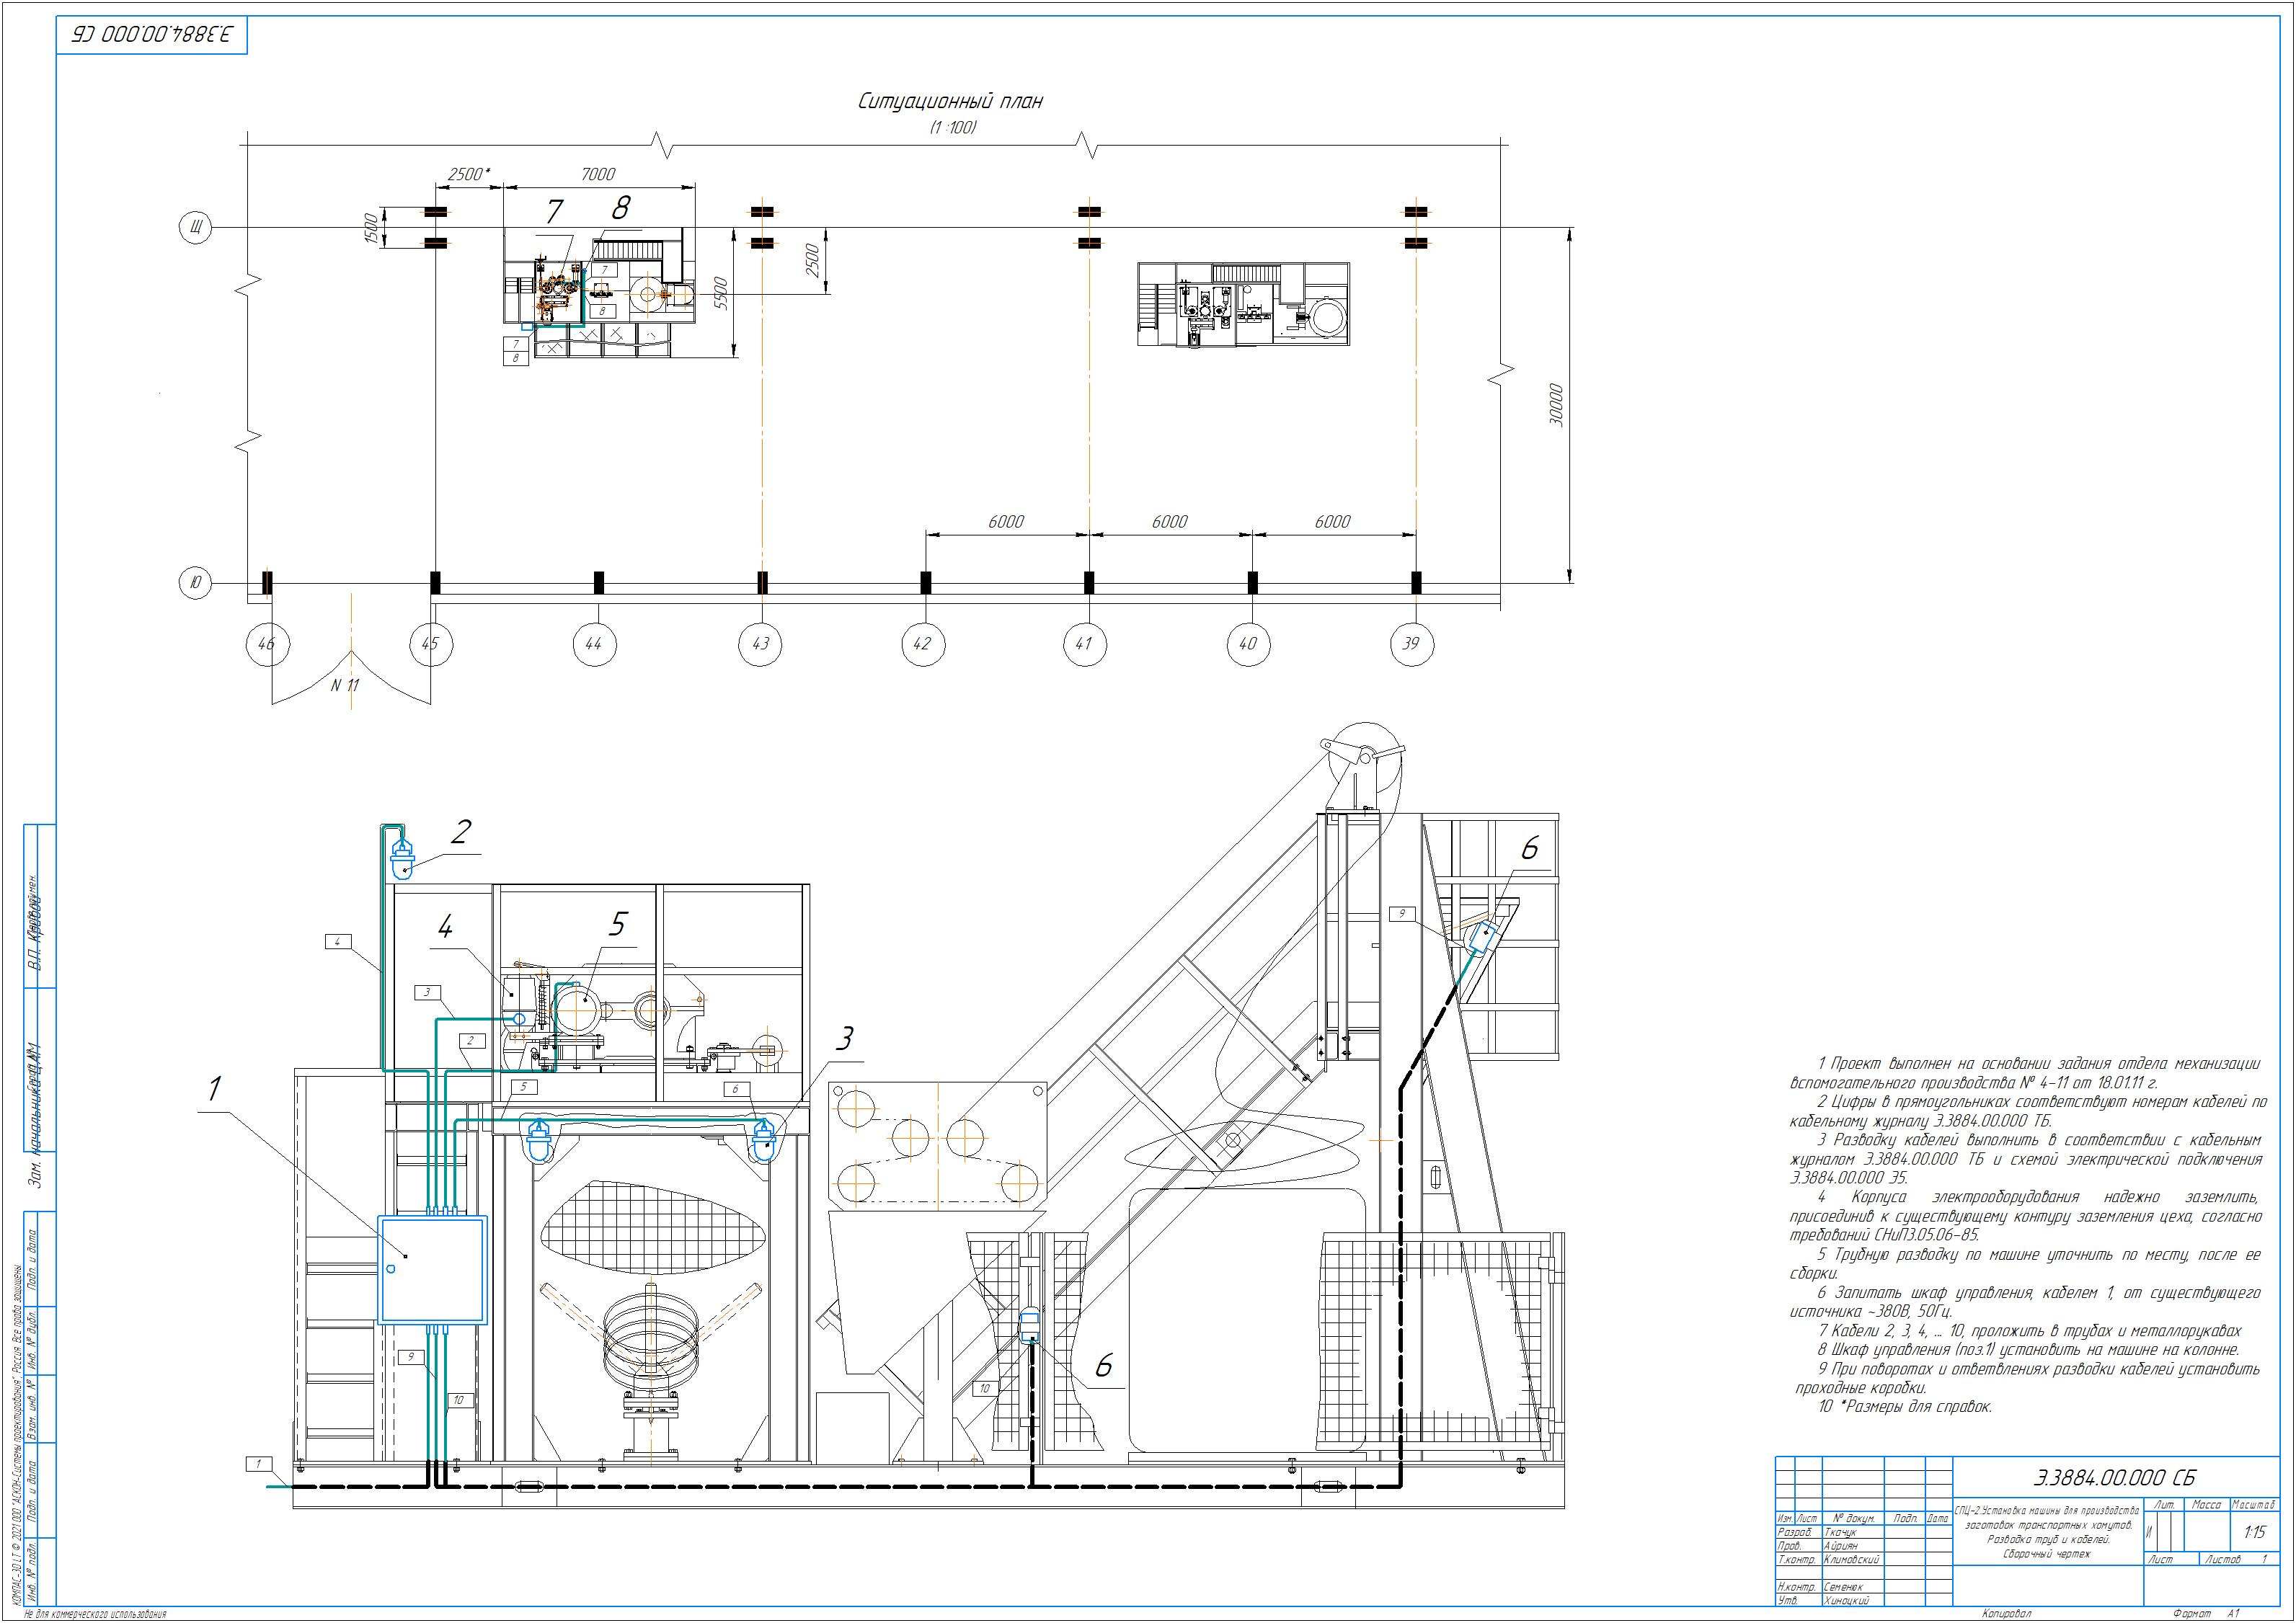 Э.3884.00.000 СБ
Ситуационный план
(1 :100)
2500*
7000
7
8
1500
Щ
5500
2500
7
8
7
8
30000
6000
6000
6000
Ю
46
45
44
43
42
41
40
39
N 11
2
6
9
4
5
4
3
2
3
5
6
1
6
9
10
10
1
1 Проект выполнен на основании задания отдела механизации
вспомогательного производства № 4-11 от 18.01.11 г.
2 Цифры в прямоугольниках соответствуют номерам кабелей по
кабельному журналу Э.3884.00.000 ТБ.
3 Разводку кабелей выполнить в соответствии с кабельным
журналом Э.3884.00.000 ТБ и схемой электрической подключения
Э.3884.00.000 Э5.
4 Корпуса электрооборудования надежно заземлить,
присоединив к существующему контуру заземления цеха, согласно
требований СНиП3.05.06-85.
5 Трубную разводку по машине уточнить по месту, после ее
сборки.
6 Запитать шкаф управления, кабелем 1, от существующего
источника ~380В, 50Гц.
7 Кабели 2, 3, 4, ... 10, проложить в трубах и металлорукавах
8 Шкаф управления (поз.1) установить на машине на колонне.
9 При поворотах и ответвлениях разводки кабелей установить
проходные коробки.
10 *Размеры для справок.
Э.3884.00.000 СБ
СПЦ-2.Установка машины для производства
заготовок транспортных хомутов.
Разводка труб и кабелей.
Сборочный чертеж
Лит. Масса Масштаб
И 1:15
Лист Листов 1
Изм. Лист № докум. Подп. Дата
Разраб. Ткачук
Пров. Айриян
Т.контр. Климовский
Н.контр. Семенюк
Утв. Хинацкий
Копировал Формат А1
В.П. Кривой
Зам. начальника ЦЛМ
Подп. и дата
Инв. № дубл.
Взам. инв. №
Подп. и дата
Инв. № подл.
КОМПАС-3D LT © 2021 ООО "АСКОН-Системы проектирования", Россия. Все права защищены.
Не для коммерческого использования